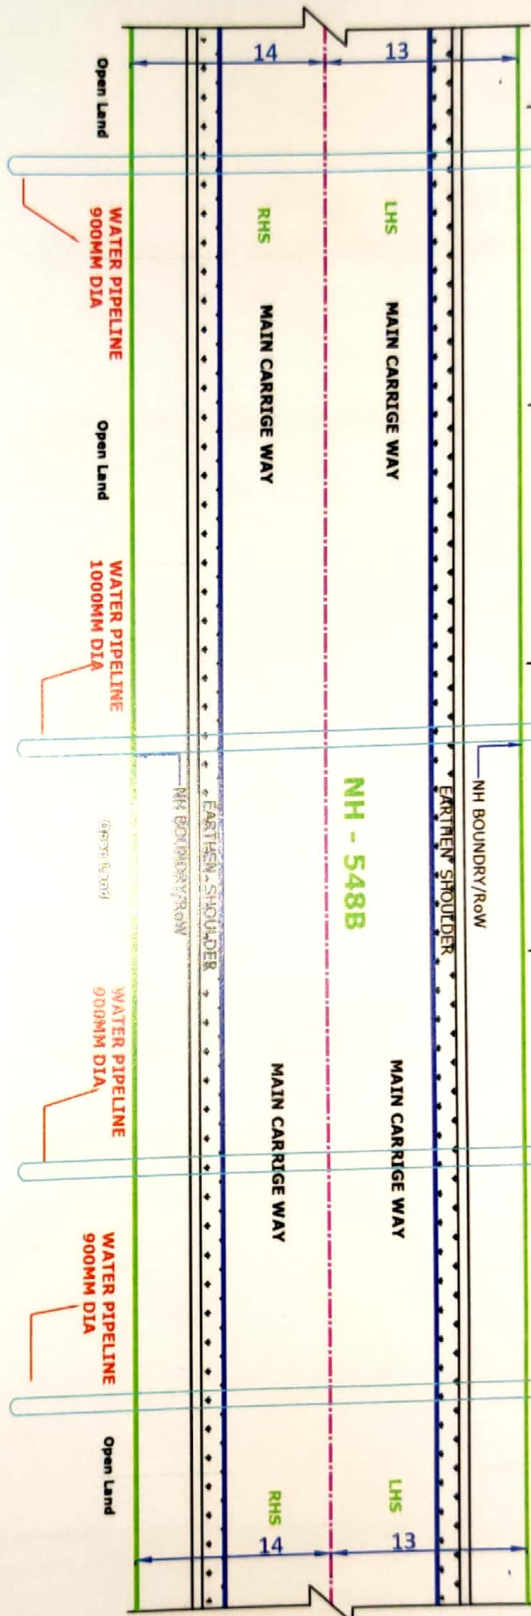 14
13
Open Land
WATER PIPELINE
900MM DIA
RHS
LHS
MAIN CARRIGE WAY
MAIN CARRIGE WAY
Open Land
WATER PIPELINE
1000MM DIA
NH BOUNDRY/RoW
EARTHEN SHOULDER
NH - 548B
EARTHEN SHOULDER
NH BOUNDRY/RoW
Open Land
WATER PIPELINE
900MM DIA
MAIN CARRIGE WAY
MAIN CARRIGE WAY
WATER PIPELINE
900MM DIA
Open Land
RHS
LHS
14
13